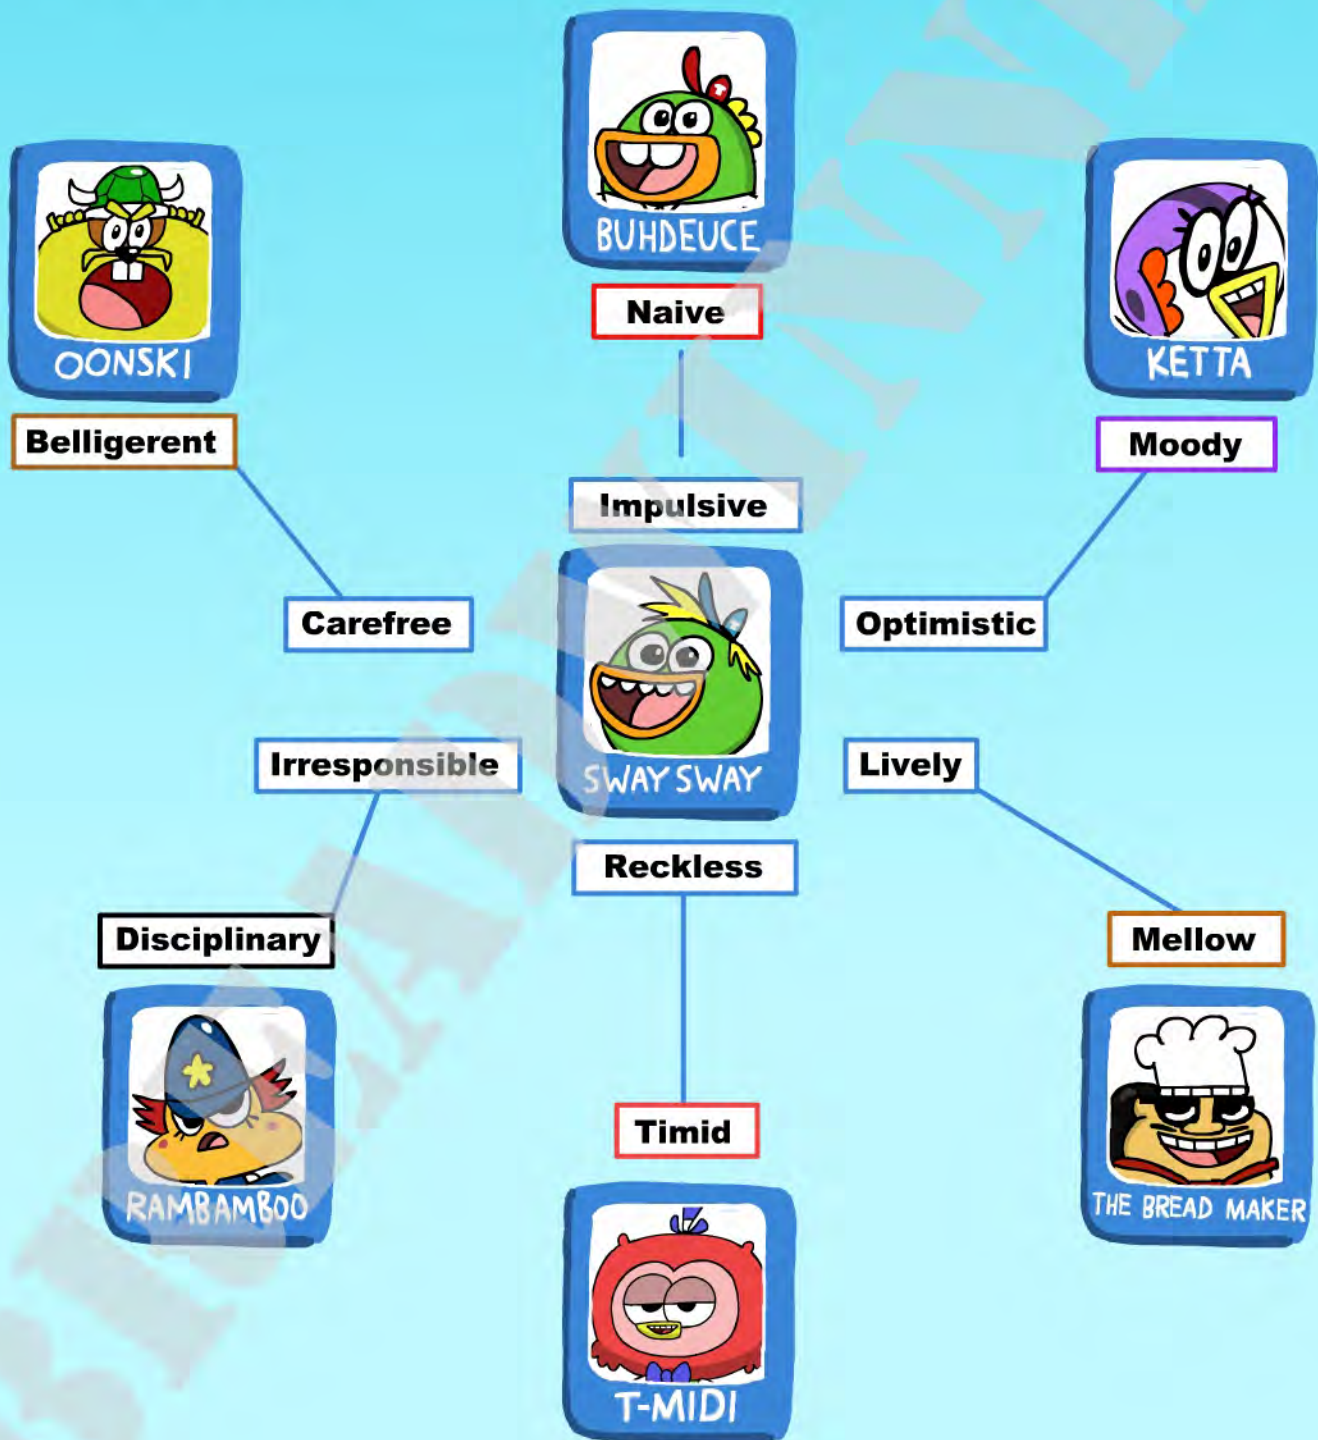 BUHDEUCE
Naive
OONSKI
Belligerent
KETTA
Moody
Impulsive
Carefree
Optimistic
SWAY SWAY
Irresponsible
Lively
Reckless
Disciplinary
RAMBAMBOO
Mellow
THE BREAD MAKER
Timid
T-MIDI